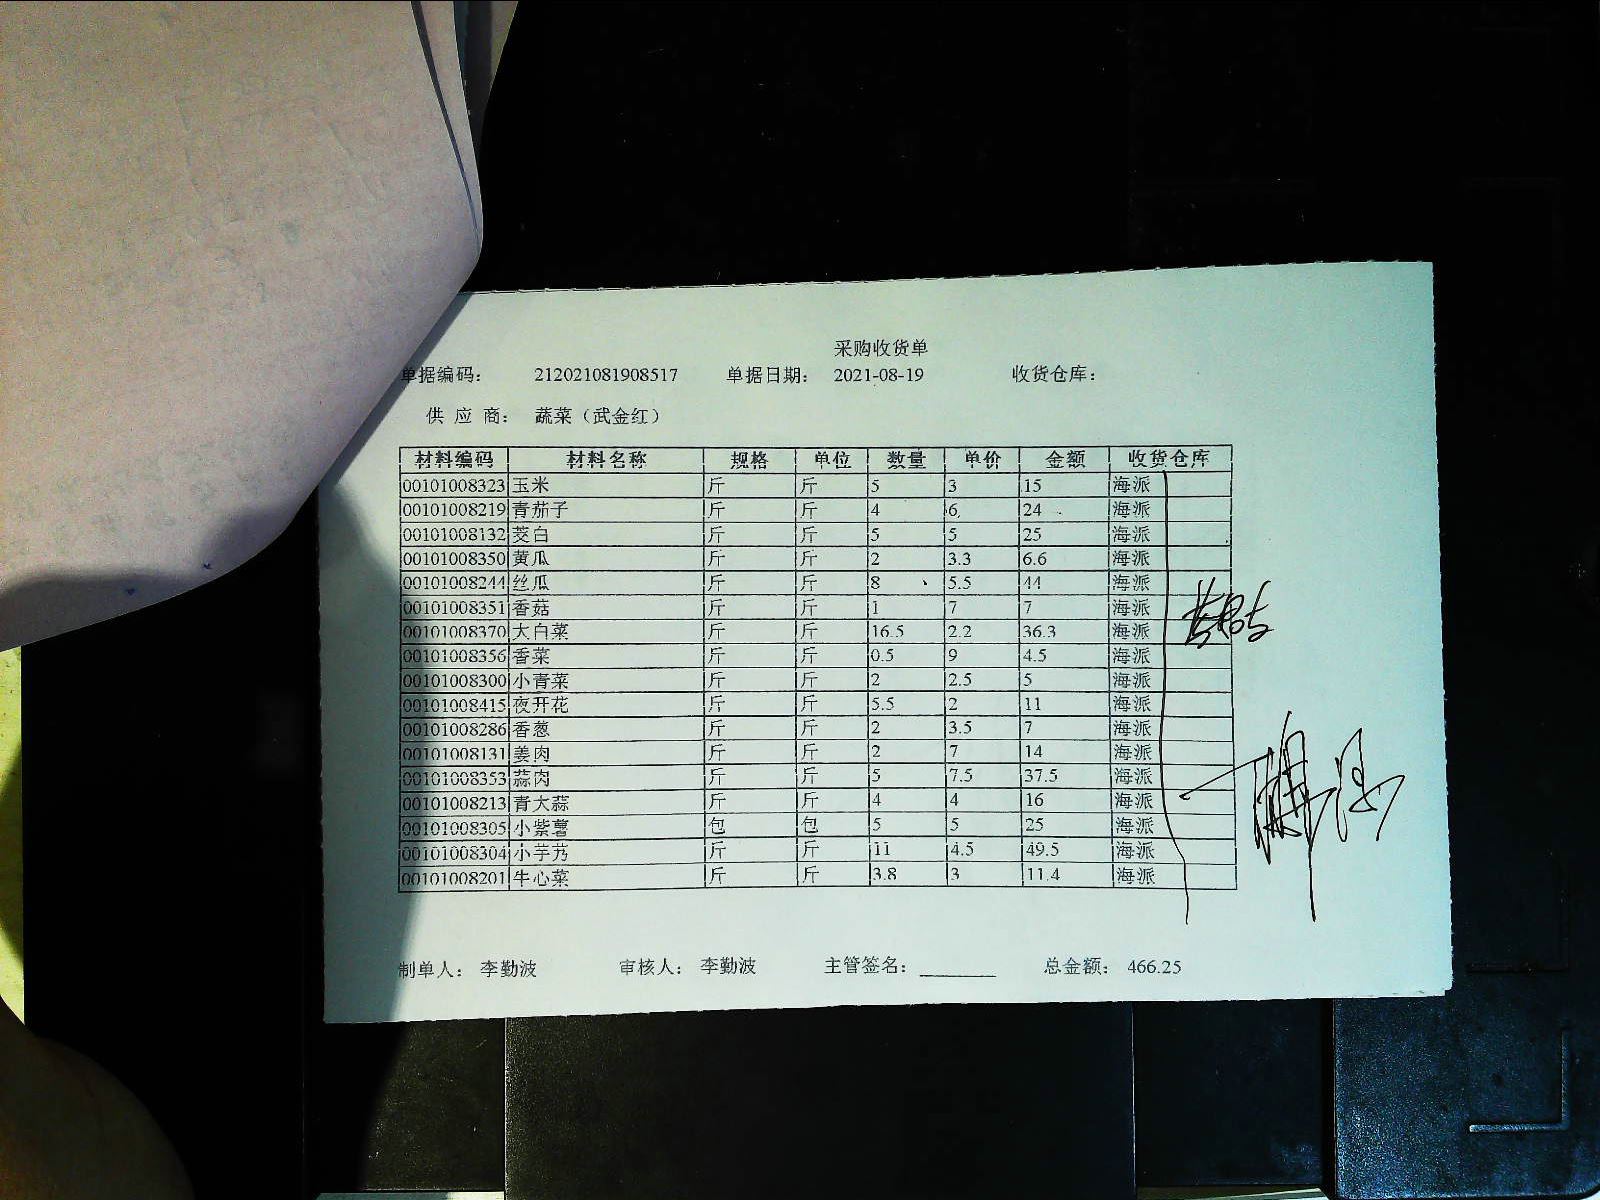 采购收货单
单据编码： 212021081908517 单据日期： 2021-08-19 收货仓库：
供 应 商： 蔬菜（武金红）
材料编码 材料名称 规格 单位 数量 单价 金额 收货仓库
00101008323 玉米 斤 斤 5 3 15 海派
00101008219 青茄子 斤 斤 4 6 24 海派
00101008132 茭白 斤 斤 5 5 25 海派
00101008350 黄瓜 斤 斤 2 3.3 6.6 海派
00101008244 丝瓜 斤 斤 8 5.5 44 海派
00101008351 香菇 斤 斤 1 7 7 海派
00101008370 大白菜 斤 斤 16.5 2.2 36.3 海派
00101008356 香菜 斤 斤 0.5 9 4.5 海派
00101008300 小青菜 斤 斤 2 2.5 5 海派
00101008415 夜开花 斤 斤 5.5 2 11 海派
00101008286 香葱 斤 斤 2 3.5 7 海派
00101008131 姜肉 斤 斤 2 7 14 海派
00101008353 蒜肉 斤 斤 5 7.5 37.5 海派
00101008213 青大蒜 斤 斤 4 4 16 海派
00101008305 小紫薯 包 包 5 5 25 海派
00101008304 小芋艿 斤 斤 11 4.5 49.5 海派
00101008201 牛心菜 斤 斤 3.8 3 11.4 海派
制单人： 李勤波 审核人： 李勤波 主管签名： 总金额： 466.25